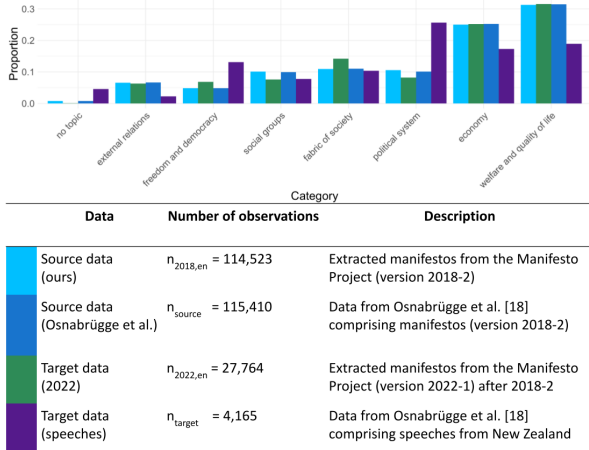 0.3
0.2
0.1
0.0
Proportion
no topic
external relations
freedom and democracy
social groups
fabric of society
political system
economy
welfare and quality of life
Category
Data Number of observations Description
Source data n2018,en = 114,523 Extracted manifestos from the Manifesto
(ours) Project (version 2018-2)
Source data nsource = 115,410 Data from Osnabrügge et al. [18]
(Osnabrügge et al.) comprising manifestos (version 2018-2)
Target data n2022,en = 27,764 Extracted manifestos from the Manifesto
(2022) Project (version 2022-1) after 2018-2
Target data ntarget = 4,165 Data from Osnabrügge et al. [18]
(speeches) comprising speeches from New Zealand